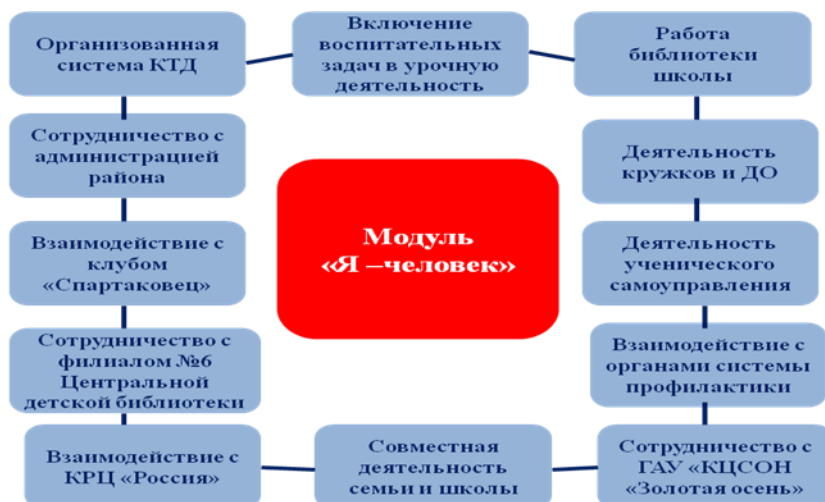 Организованная
система КТД
Включение
воспитательных
задач в урочную
деятельность
Работа
библиотеки
школы
Сотрудничество с
администрацией
района
Деятельность
кружков и ДО
Модуль
«Я –человек»
Взаимодействие с
клубом
«Спартаковец»
Деятельность
ученического
самоуправления
Сотрудничество с
филиалом №6
Центральной
детской библиотеки
Взаимодействие с
органами системы
профилактики
Взаимодействие с
КРЦ «Россия»
Совместная
деятельность
семьи и школы
Сотрудничество с
ГАУ «КЦСОН
«Золотая осень»